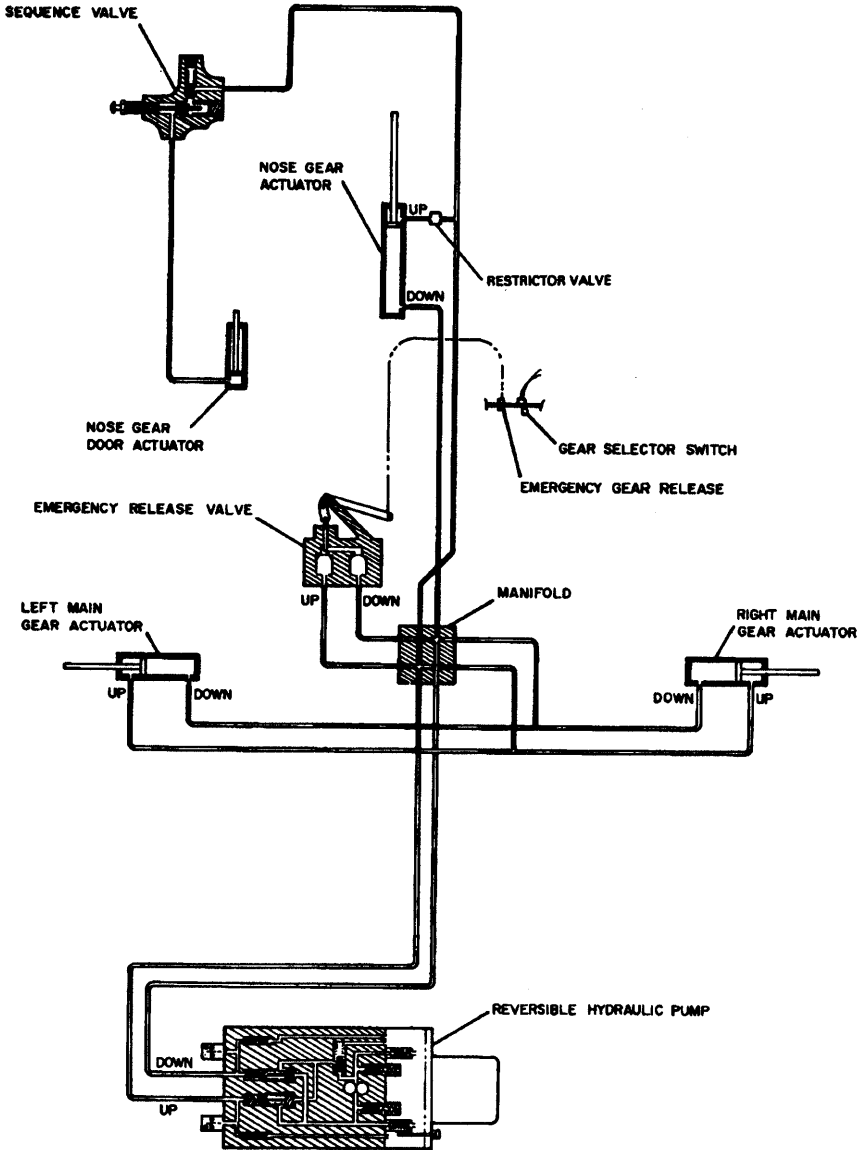 SEQUENCE VALVE
NOSE GEAR
ACTUATOR
UP
RESTRICTOR VALVE
DOWN
NOSE GEAR
DOOR ACTUATOR
GEAR SELECTOR SWITCH
EMERGENCY GEAR RELEASE
EMERGENCY RELEASE VALVE
UP
DOWN
MANIFOLD
LEFT MAIN
GEAR ACTUATOR
RIGHT MAIN
GEAR ACTUATOR
UP
DOWN
DOWN
UP
REVERSIBLE HYDRAULIC PUMP
DOWN
UP